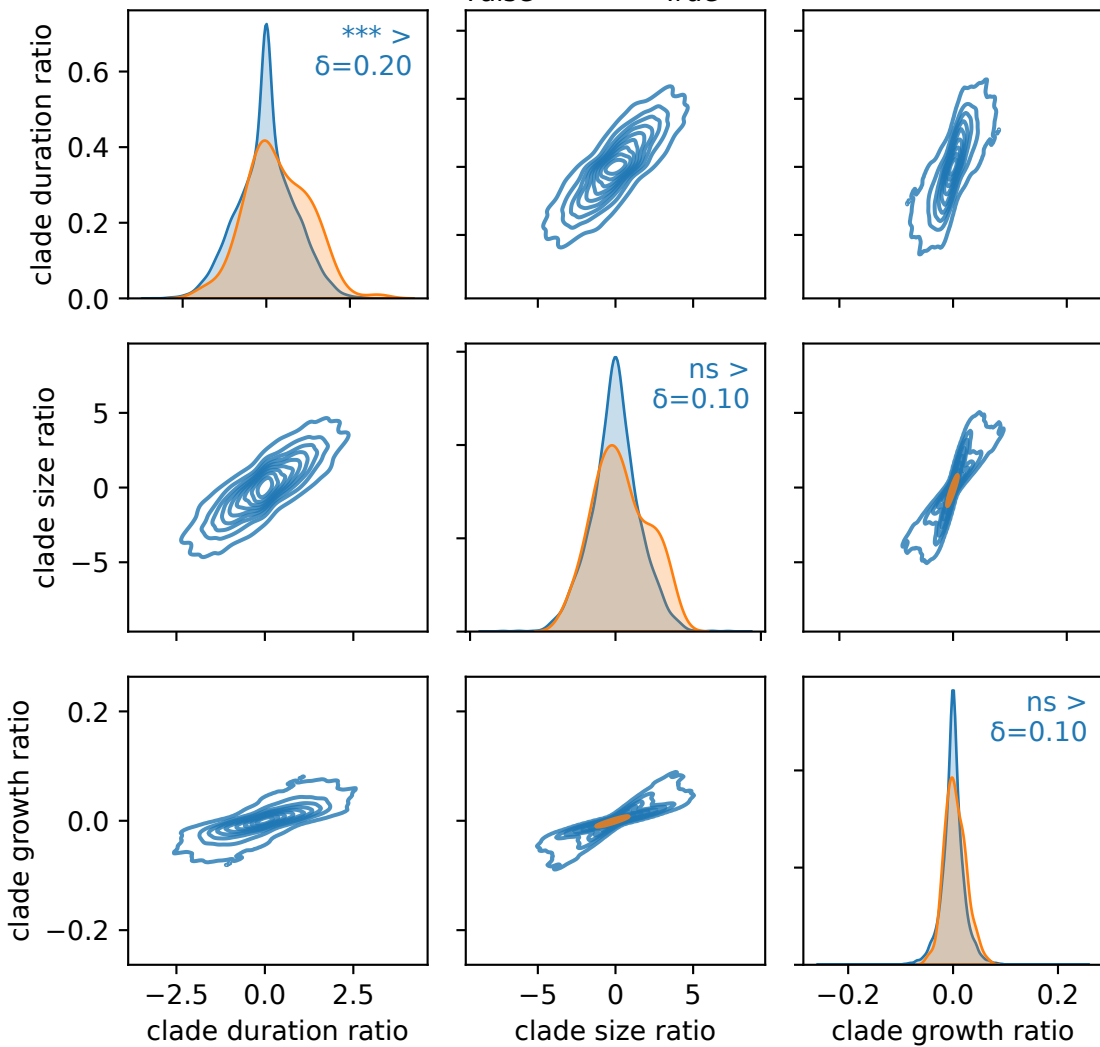 clade duration ratio
0.6
0.4
0.2
0.0
*** >
δ=0.20
clade size ratio
5
0
−5
ns >
δ=0.10
clade growth ratio
0.2
0.0
−0.2
ns >
δ=0.10
−2.5 0.0 2.5
−5 0 5
−0.2 0.0 0.2
clade duration ratio
clade size ratio
clade growth ratio